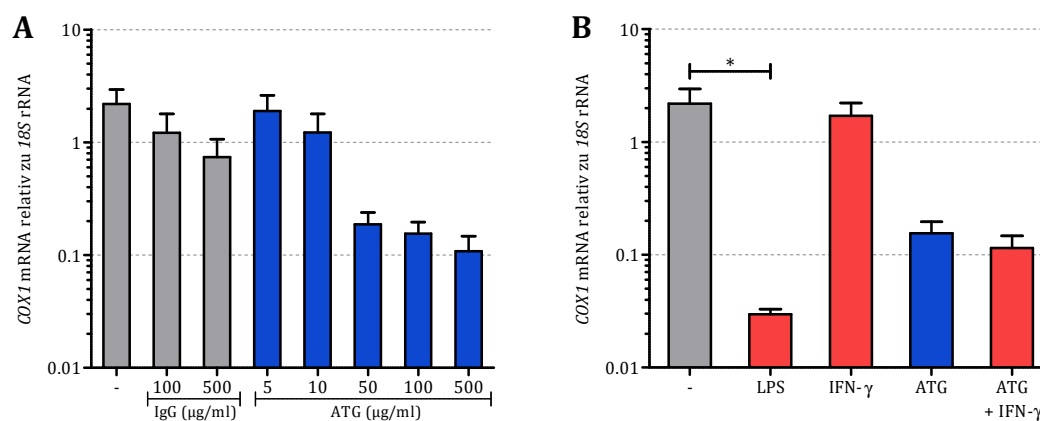 A
COX1 mRNA relativ zu 18S rRNA
10
1
0.1
0.01
- 100 500 5 10 50 100 500
IgG (µg/ml) ATG (µg/ml)
B
COX1 mRNA relativ zu 18S rRNA
10
1
0.1
0.01
*
- LPS IFN-γ ATG ATG
+ IFN-γ